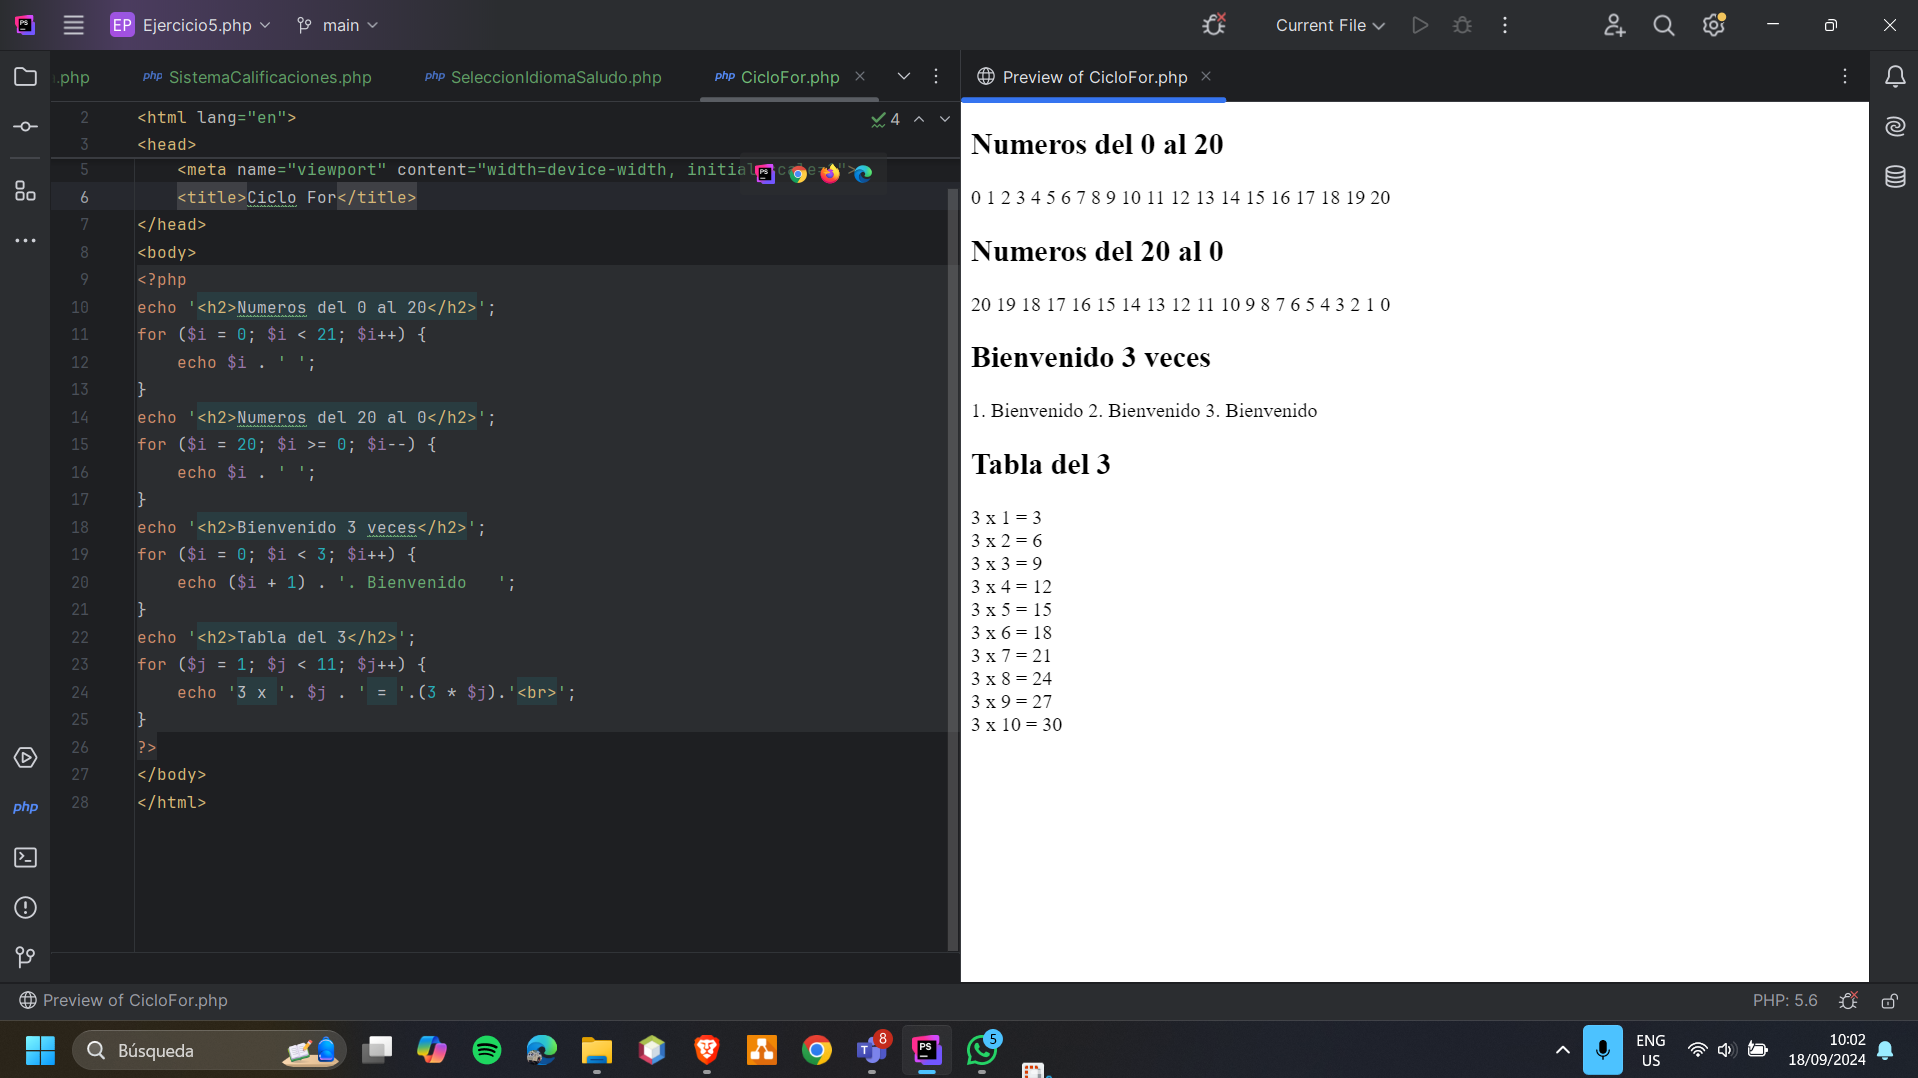 PS
EP Ejercicio5.php main Current File
.php php SistemaCalificaciones.php php SeleccionIdiomaSaludo.php php CicloFor.php
Preview of CicloFor.php
4
2 <html lang="en">
3 <head>
5 <meta name="viewport" content="width=device-width, initial
6 <title>Ciclo For</title>
7 </head>
8 <body>
9 <?php
10 echo '<h2>Numeros del 0 al 20</h2>';
11 for ($i = 0; $i < 21; $i++) {
12 echo $i . ' ';
13 }
14 echo '<h2>Numeros del 20 al 0</h2>';
15 for ($i = 20; $i >= 0; $i--) {
16 echo $i . ' ';
17 }
18 echo '<h2>Bienvenido 3 veces</h2>';
19 for ($i = 0; $i < 3; $i++) {
20 echo ($i + 1) . '. Bienvenido   ';
21 }
22 echo '<h2>Tabla del 3</h2>';
23 for ($j = 1; $j < 11; $j++) {
24 echo '3 x '. $j . ' = '.(3 * $j).'<br>';
25 }
26 ?>
27 </body>
28 </html>
php
Numeros del 0 al 20
0 1 2 3 4 5 6 7 8 9 10 11 12 13 14 15 16 17 18 19 20
Numeros del 20 al 0
20 19 18 17 16 15 14 13 12 11 10 9 8 7 6 5 4 3 2 1 0
Bienvenido 3 veces
1. Bienvenido 2. Bienvenido 3. Bienvenido
Tabla del 3
3 x 1 = 3
3 x 2 = 6
3 x 3 = 9
3 x 4 = 12
3 x 5 = 15
3 x 6 = 18
3 x 7 = 21
3 x 8 = 24
3 x 9 = 27
3 x 10 = 30
Preview of CicloFor.php
PHP: 5.6
Búsqueda
8
PS
5
ENG
US
10:02
18/09/2024